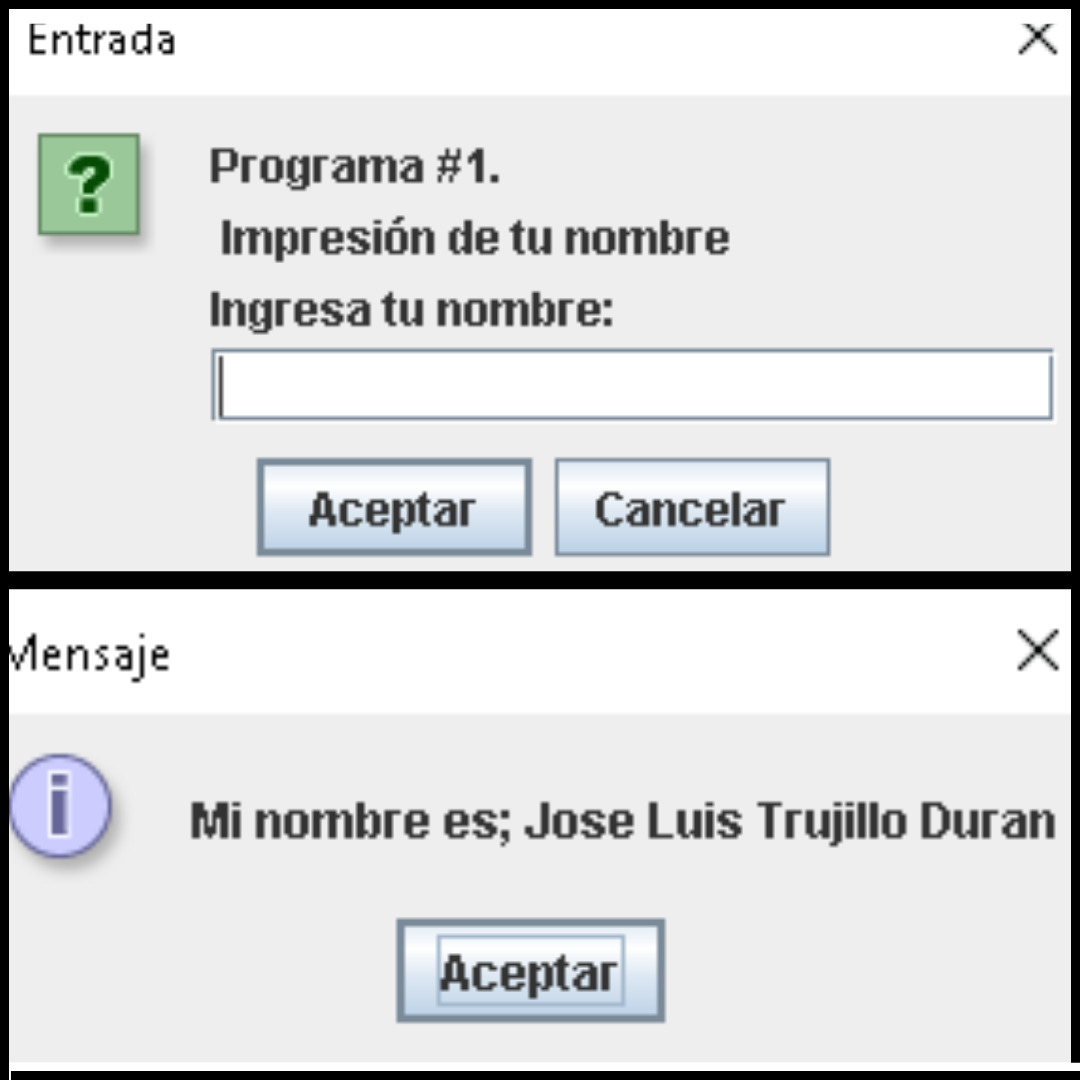 Entrada
?
Programa #1.
Impresión de tu nombre
Ingresa tu nombre:
Aceptar Cancelar
Mensaje
i
Mi nombre es; Jose Luis Trujillo Duran
Aceptar